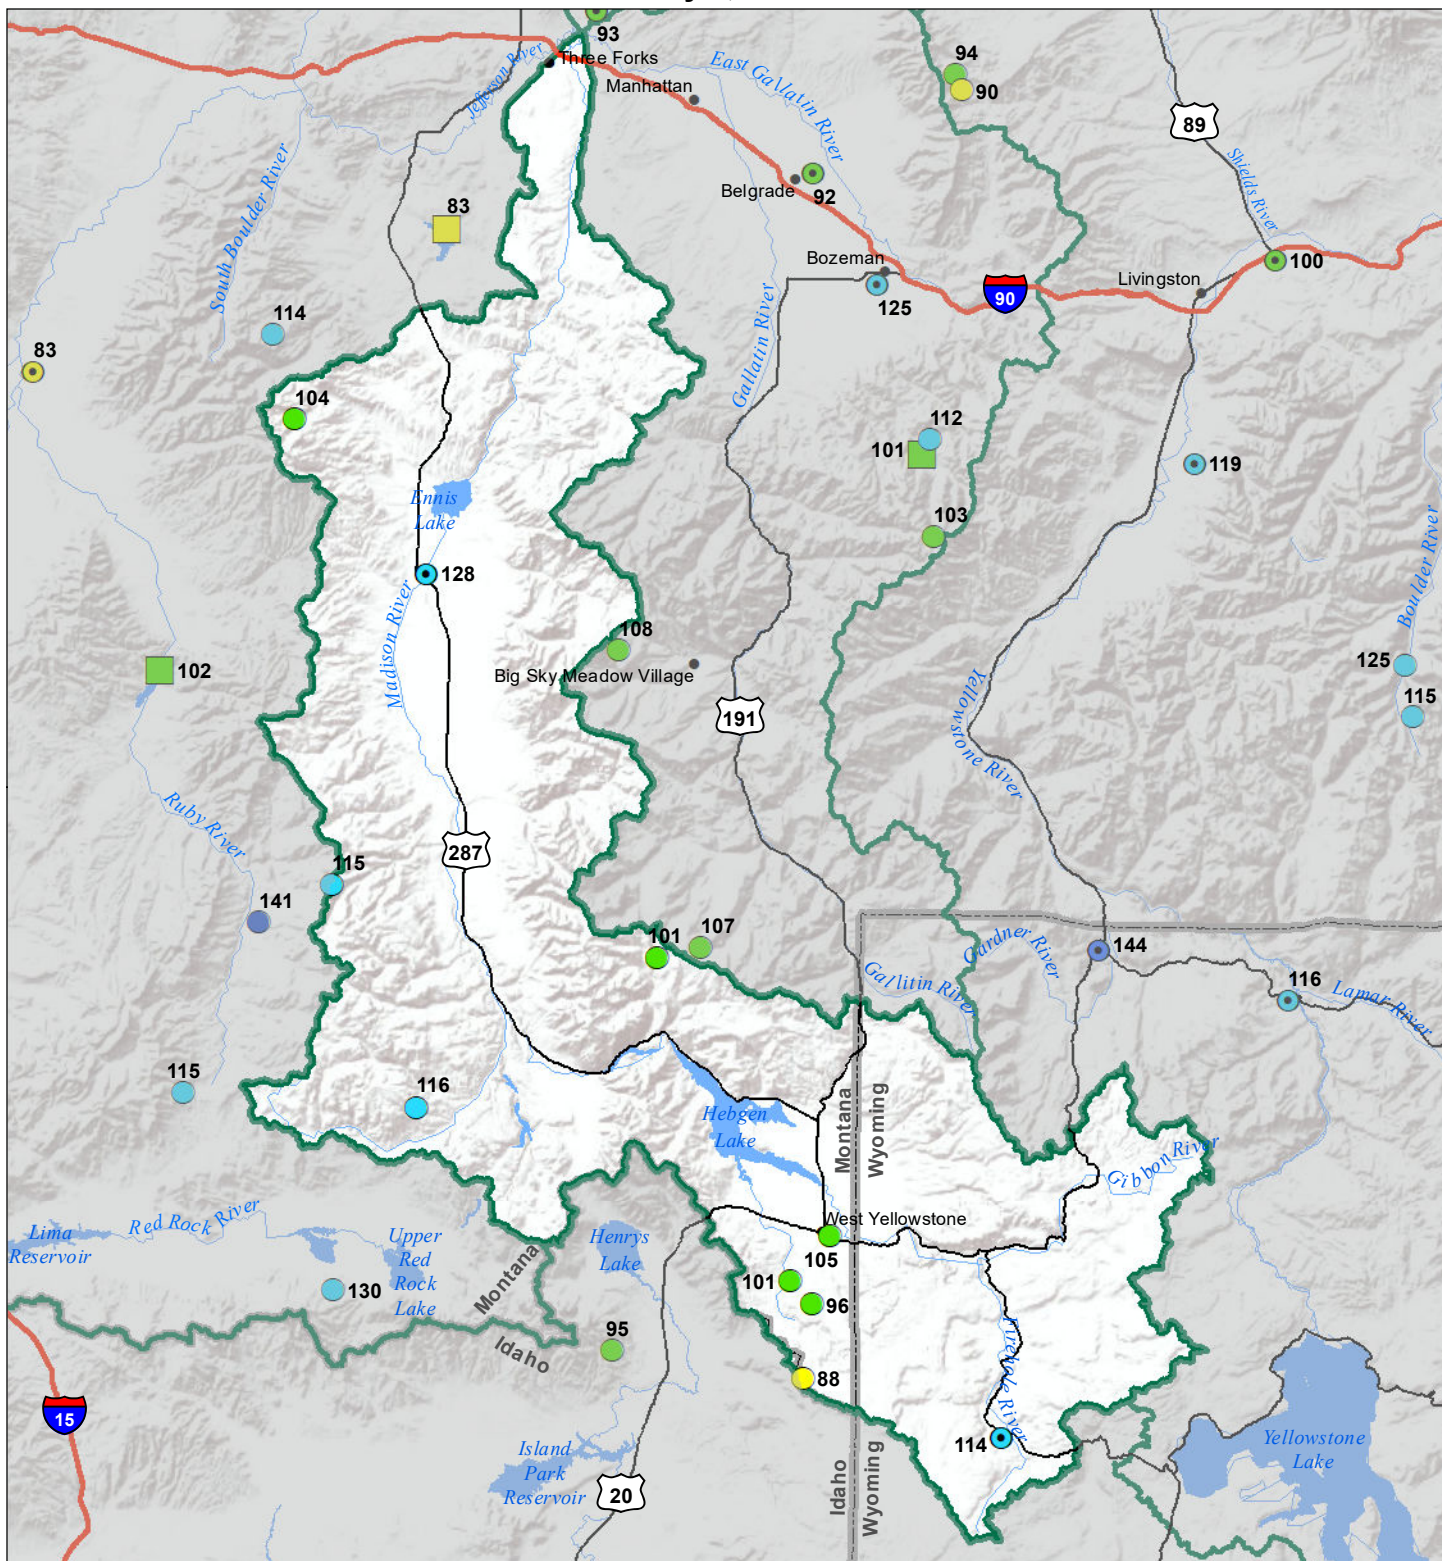 93
Three Forks
Jefferson River
Manhattan
East Gallatin River
94
90
89
Shields River
Belgrade
92
South Boulder River
83
Bozeman
125
90
Livingston
100
Gallatin River
114
83
104
112
101
119
Ennis
Lake
103
Boulder River
128
Madison River
108
Big Sky Meadow Village
102
125
115
191
Yellowstone River
Ruby River
287
115
141
101
107
Gallitin River
Gardner River
144
116
Lamar River
115
116
Hebgen
Lake
Montana
Wyoming
Gibbon River
Lima
Reservoir
Red Rock River
Upper
Red
Rock
Lake
Henrys
Lake
West Yellowstone
105
101
96
Montana
Idaho
130
95
88
Firehole River
15
Island
Park
Reservoir
20
114
Idaho
Wyoming
Yellowstone
Lake